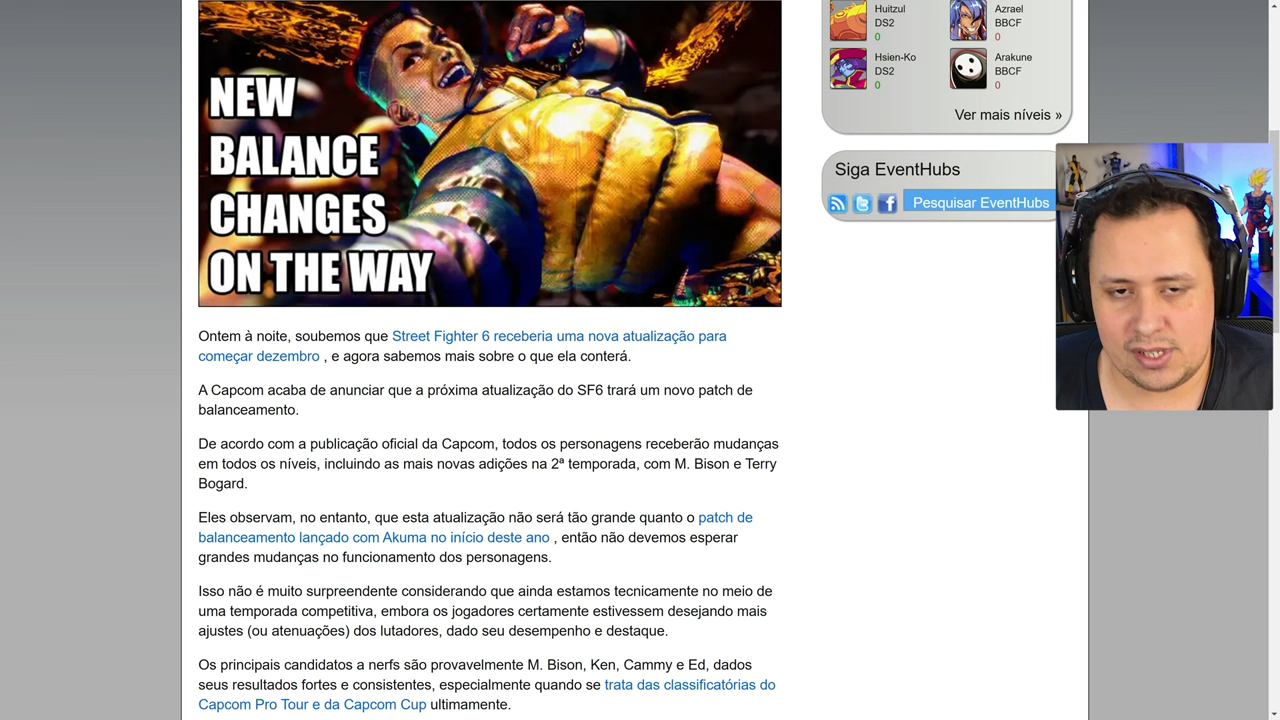 NEW
BALANCE
CHANGES
ON THE WAY
Ontem à noite, soubemos que Street Fighter 6 receberia uma nova atualização para
começar dezembro , e agora sabemos mais sobre o que ela conterá.
A Capcom acaba de anunciar que a próxima atualização do SF6 trará um novo patch de
balanceamento.
De acordo com a publicação oficial da Capcom, todos os personagens receberão mudanças
em todos os níveis, incluindo as mais novas adições na 2ª temporada, com M. Bison e Terry
Bogard.
Eles observam, no entanto, que esta atualização não será tão grande quanto o patch de
balanceamento lançado com Akuma no início deste ano , então não devemos esperar
grandes mudanças no funcionamento dos personagens.
Isso não é muito surpreendente considerando que ainda estamos tecnicamente no meio de
uma temporada competitiva, embora os jogadores certamente estivessem desejando mais
ajustes (ou atenuações) dos lutadores, dado seu desempenho e destaque.
Os principais candidatos a nerfs são provavelmente M. Bison, Ken, Cammy e Ed, dados
seus resultados fortes e consistentes, especialmente quando se trata das classificatórias do
Capcom Pro Tour e da Capcom Cup ultimamente.
Huitzul
DS2
0
Azrael
BBCF
0
Hsien-Ko
DS2
0
Arakune
BBCF
0
Ver mais níveis »
Siga EventHubs
Pesquisar EventHubs